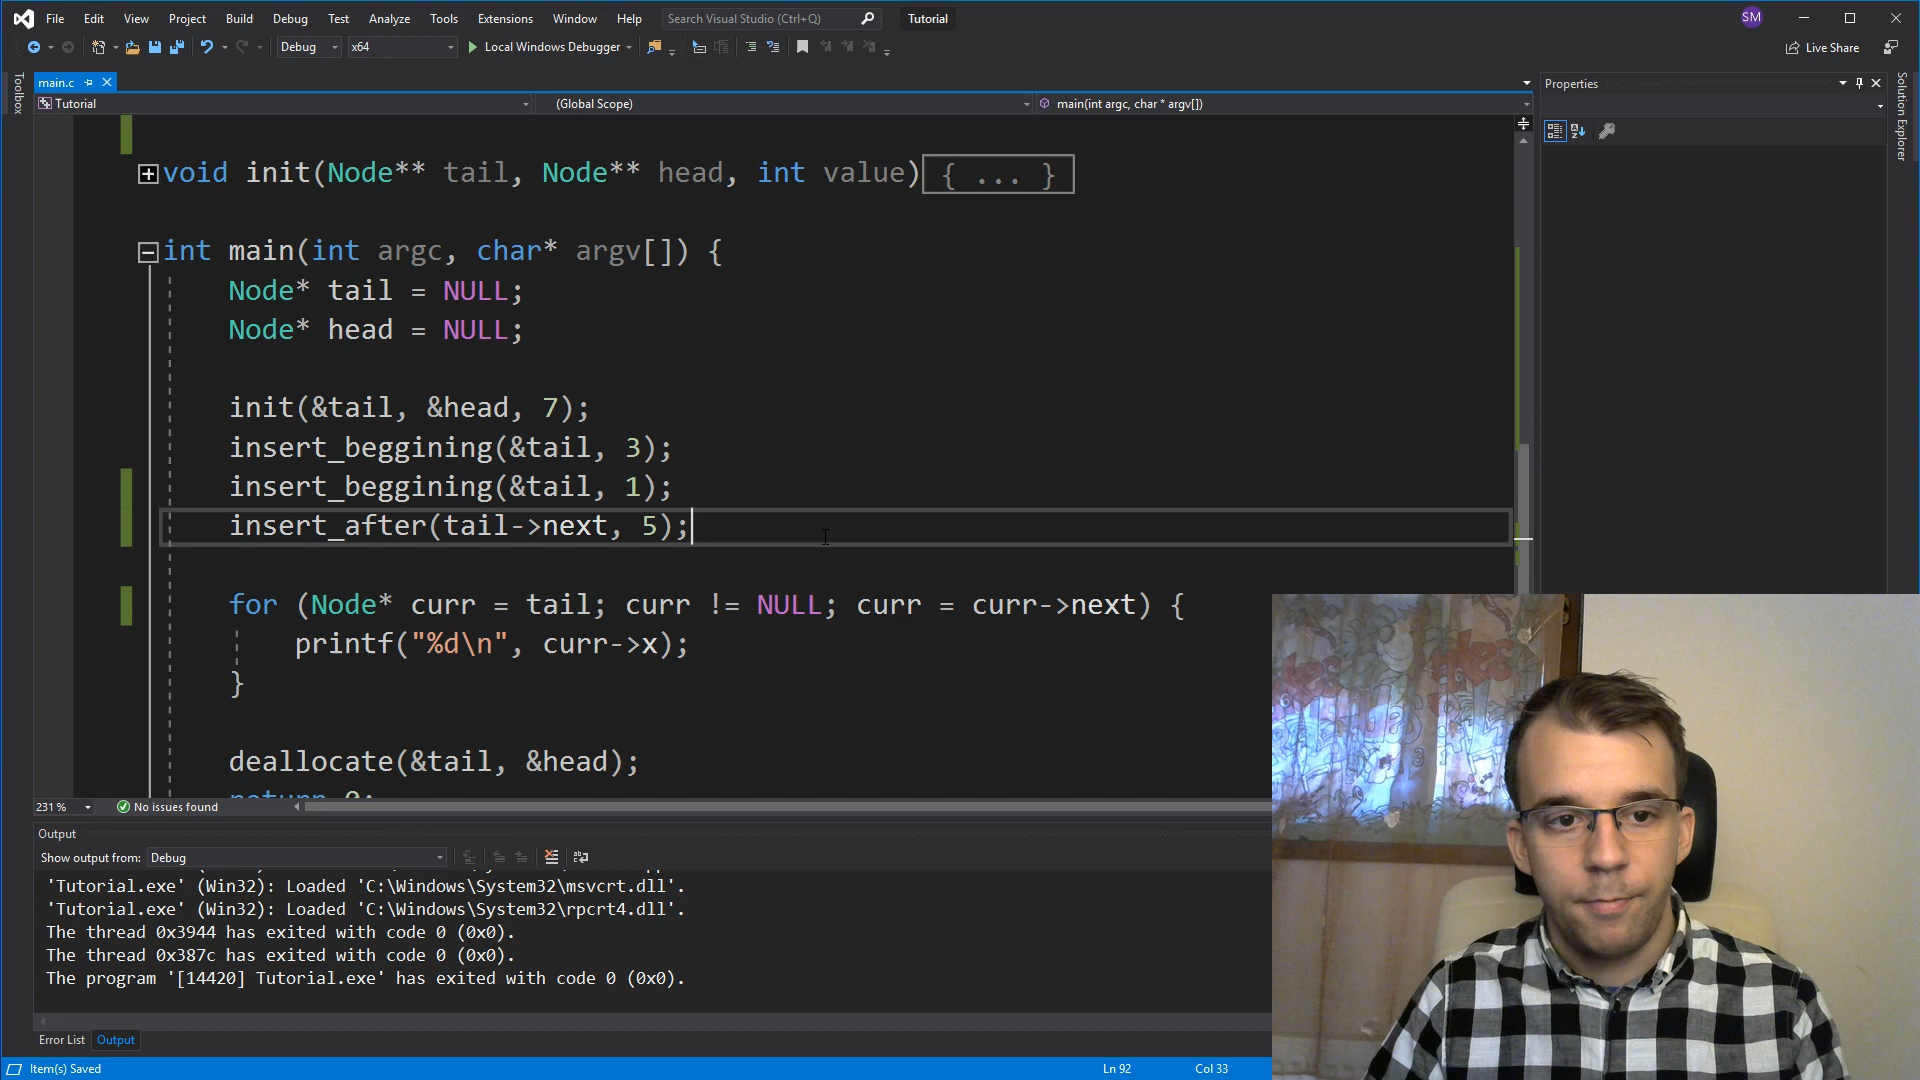 File Edit View Project Build Debug Test Analyze Tools Extensions Window Help Search Visual Studio (Ctrl+Q) Tutorial SM
Debug x64 Local Windows Debugger Live Share
Toolbox
main.c
Properties
Solution Explorer
Tutorial (Global Scope) main(int argc, char * argv[])
void init(Node** tail, Node** head, int value){ ... }
int main(int argc, char* argv[]) {
Node* tail = NULL;
Node* head = NULL;
init(&tail, &head, 7);
insert_beggining(&tail, 3);
insert_beggining(&tail, 1);
insert_after(tail->next, 5);
for (Node* curr = tail; curr != NULL; curr = curr->next) {
printf("%d\n", curr->x);
}
deallocate(&tail, &head);
return 0;
231 % No issues found
Output
Show output from: Debug
'Tutorial.exe' (Win32): Loaded 'C:\Windows\System32\msvcrt.dll'.
'Tutorial.exe' (Win32): Loaded 'C:\Windows\System32\rpcrt4.dll'.
The thread 0x3944 has exited with code 0 (0x0).
The thread 0x387c has exited with code 0 (0x0).
The program '[14420] Tutorial.exe' has exited with code 0 (0x0).
Error List Output
Item(s) Saved Ln 92 Col 33